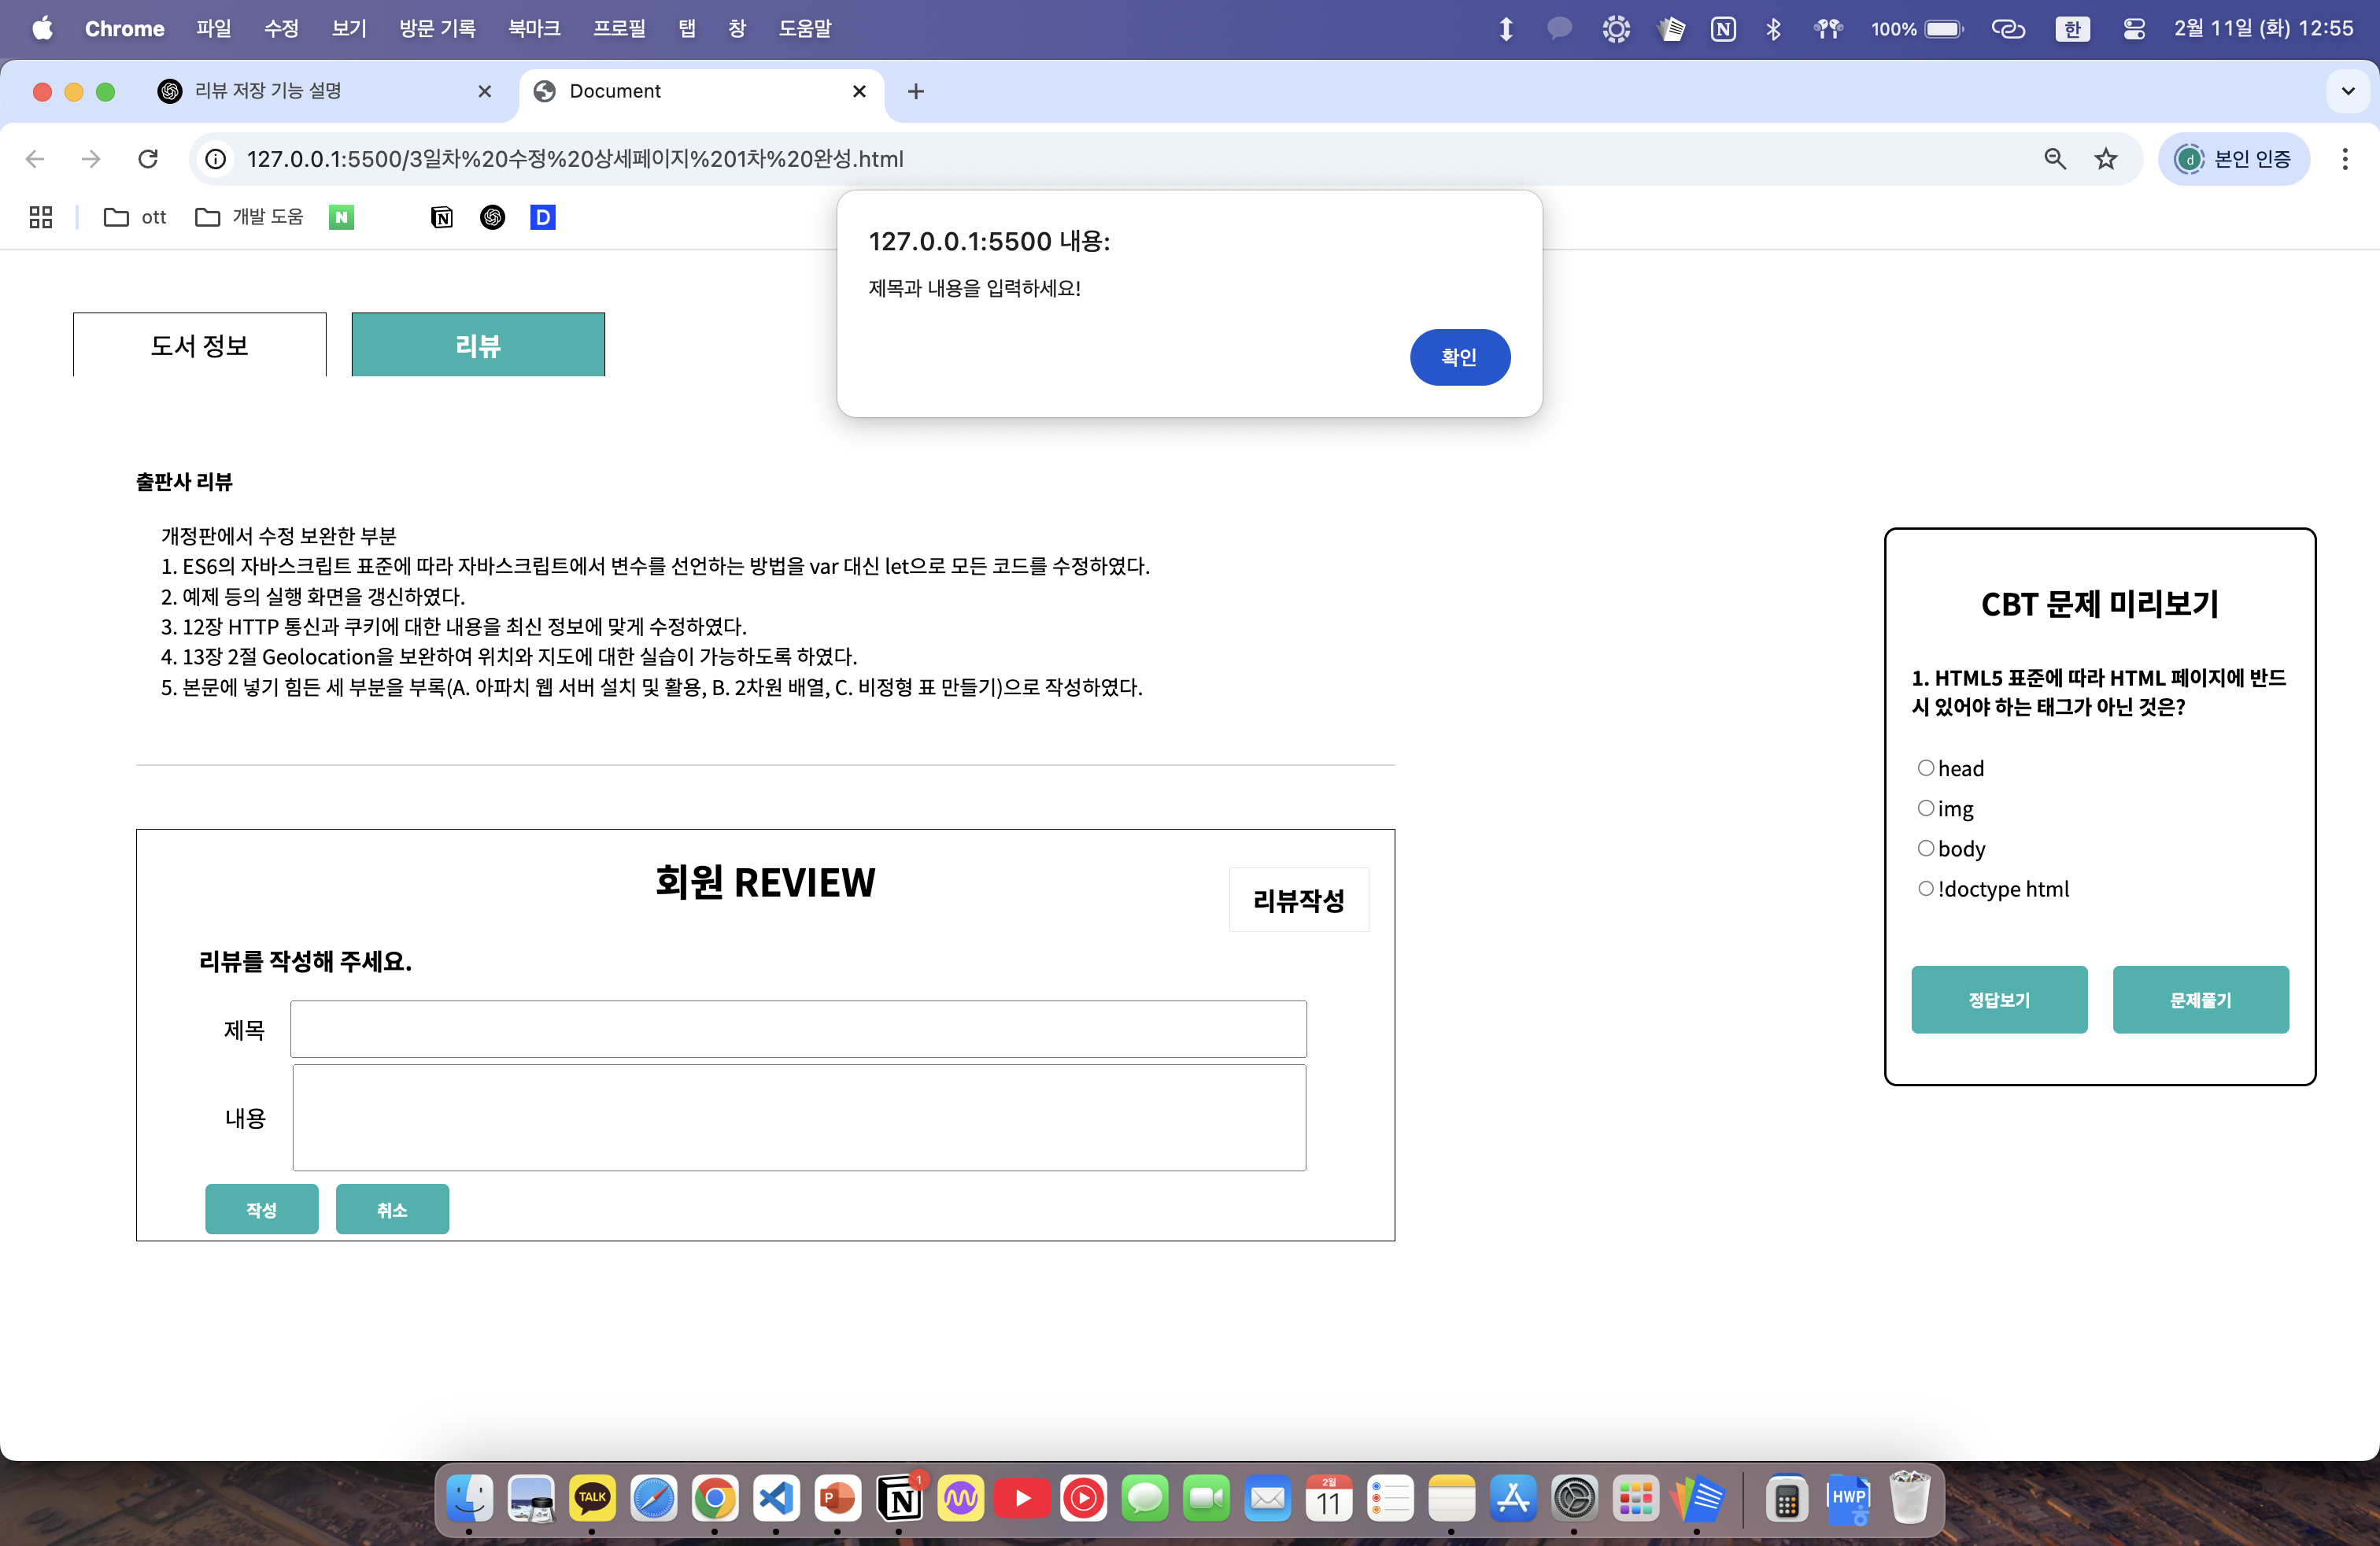 Chrome 파일 수정 보기 방문 기록 북마크 프로필 탭 창 도움말 100% 한 2월 11일 (화) 12:55
리뷰 저장 기능 설명 Document
127.0.0.1:5500/3일차%20수정%20상세페이지%201차%20완성.html d 본인 인증
ott 개발 도움 N N D
127.0.0.1:5500 내용:
제목과 내용을 입력하세요!
확인
도서 정보 리뷰
출판사 리뷰
개정판에서 수정 보완한 부분
1. ES6의 자바스크립트 표준에 따라 자바스크립트에서 변수를 선언하는 방법을 var 대신 let으로 모든 코드를 수정하였다.
2. 예제 등의 실행 화면을 갱신하였다.
3. 12장 HTTP 통신과 쿠키에 대한 내용을 최신 정보에 맞게 수정하였다.
4. 13장 2절 Geolocation을 보완하여 위치와 지도에 대한 실습이 가능하도록 하였다.
5. 본문에 넣기 힘든 세 부분을 부록(A. 아파치 웹 서버 설치 및 활용, B. 2차원 배열, C. 비정형 표 만들기)으로 작성하였다.
회원 REVIEW
리뷰작성
리뷰를 작성해 주세요.
제목
내용
작성 취소
CBT 문제 미리보기
1. HTML5 표준에 따라 HTML 페이지에 반드
시 있어야 하는 태그가 아닌 것은?
head
img
body
!doctype html
정답보기 문제풀기
TALK P N 1 2월 11 HWP